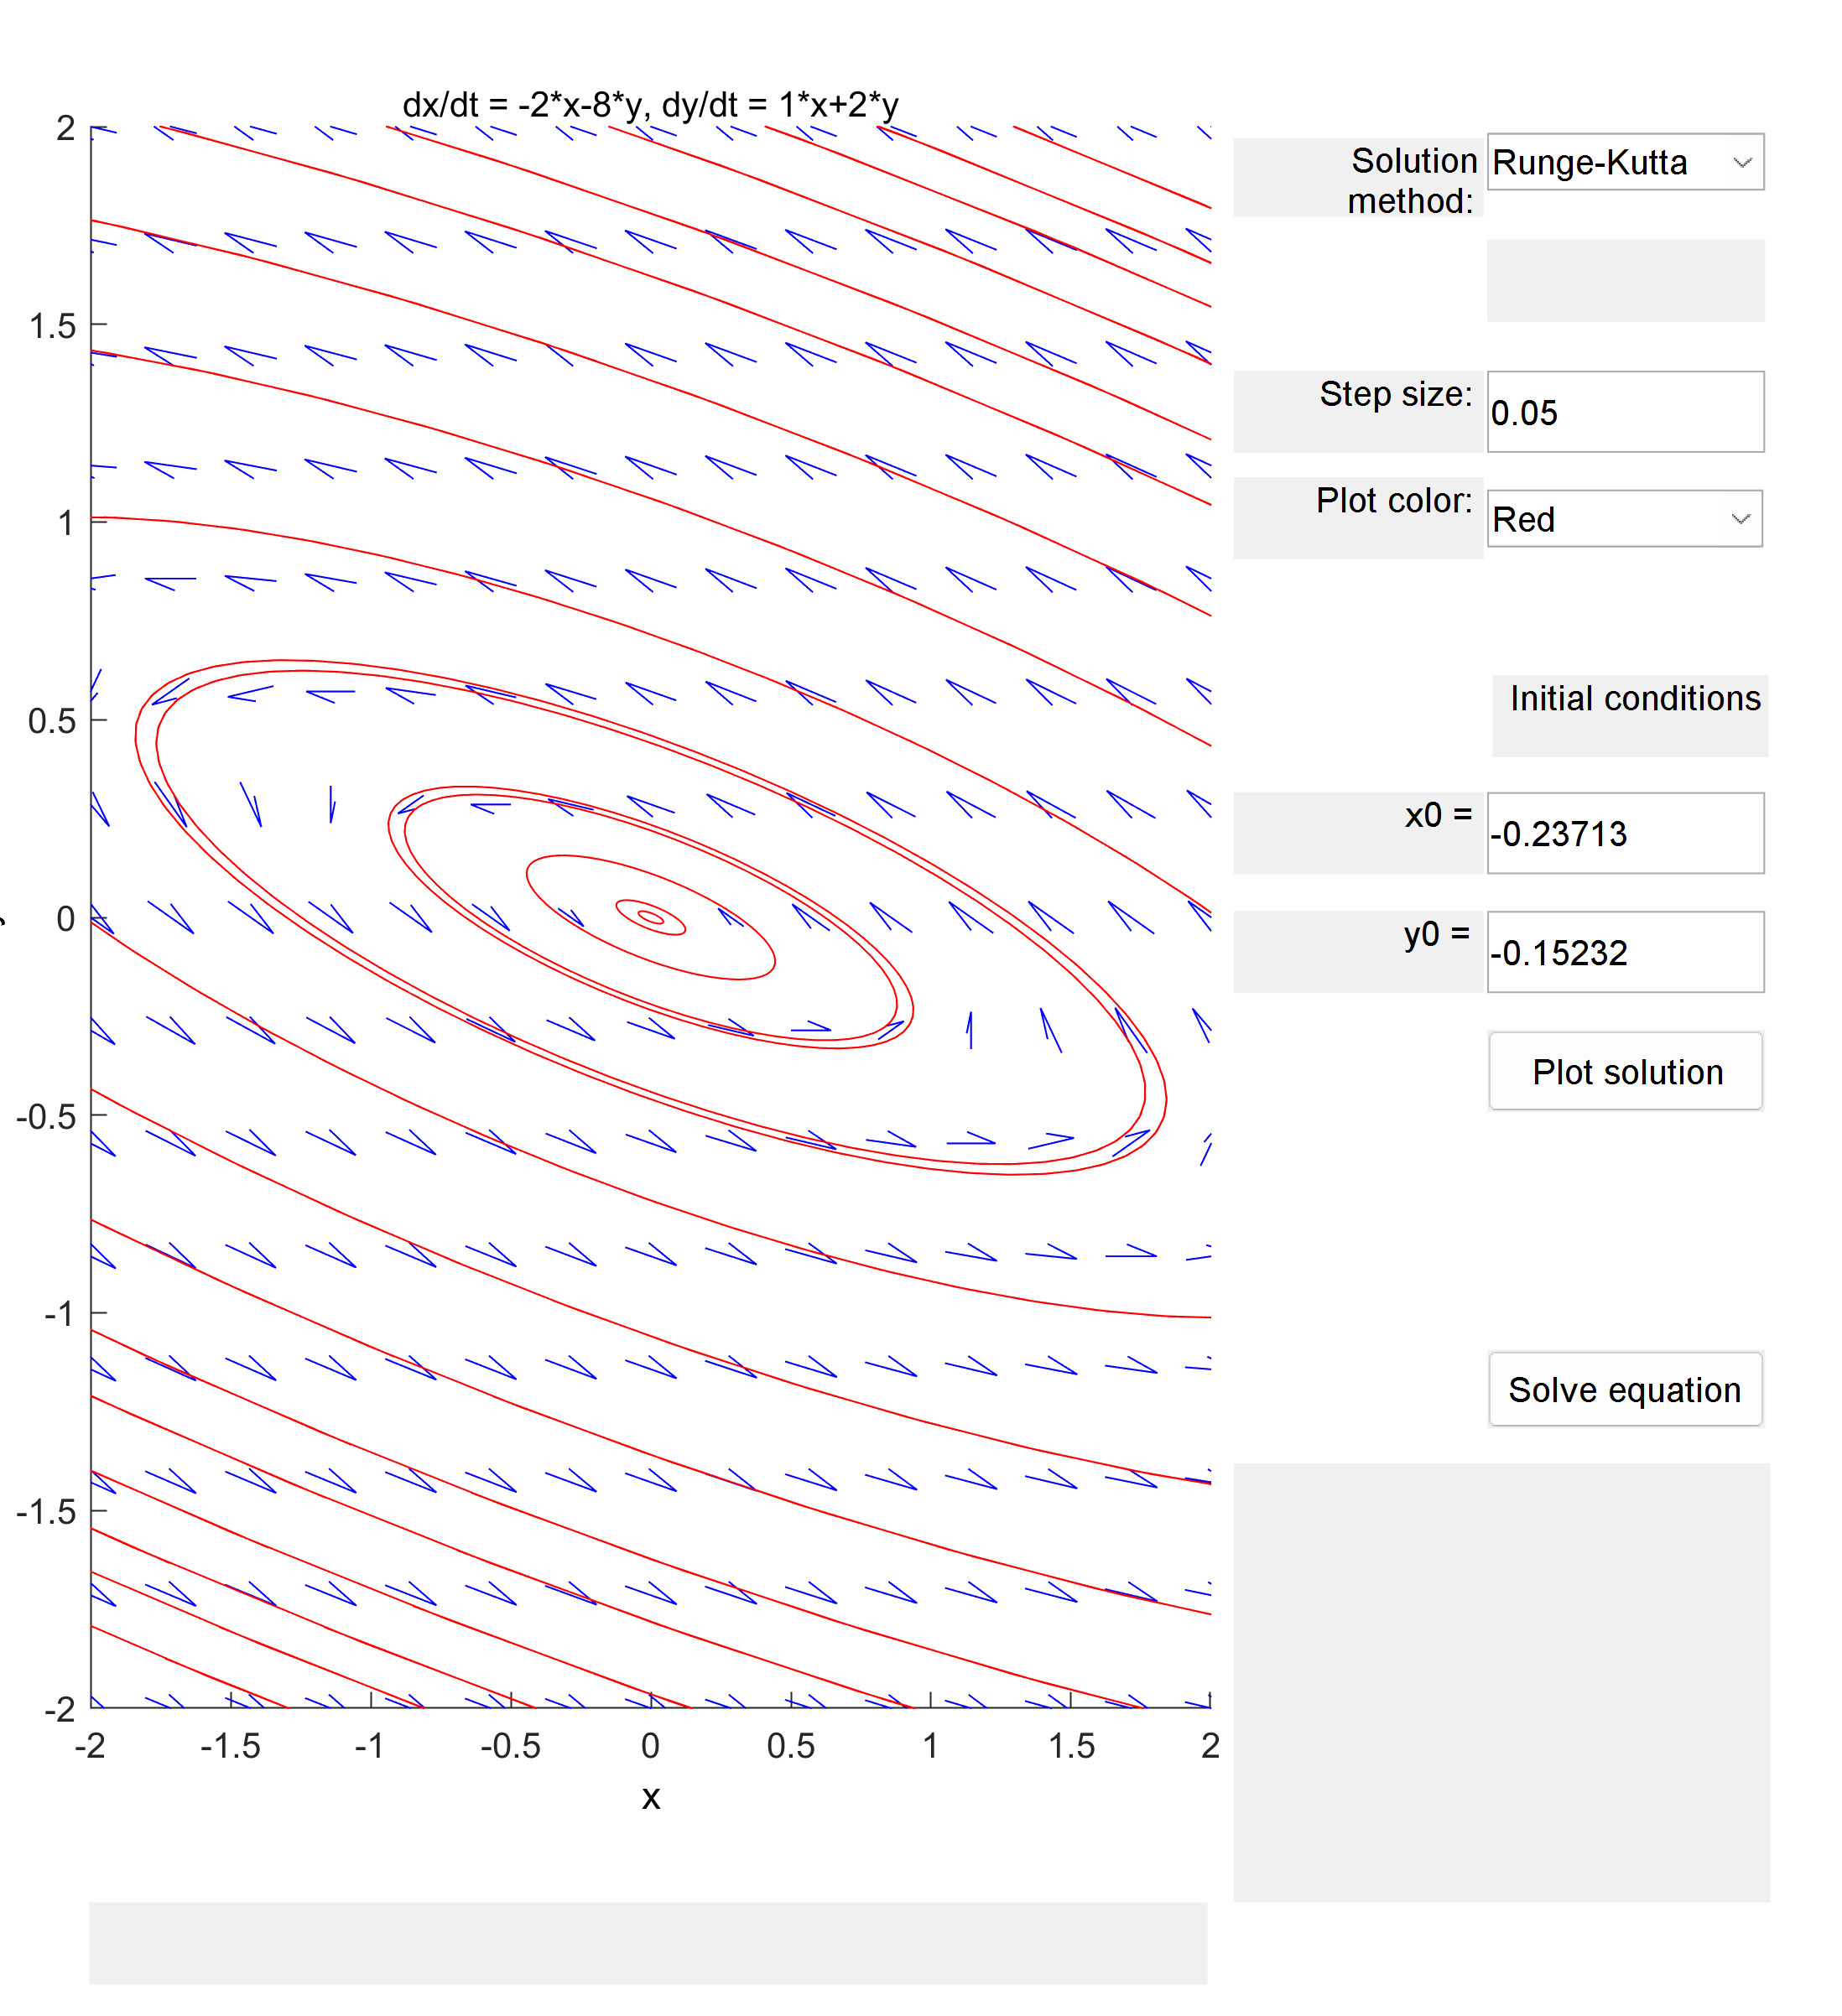 dx/dt = -2*x-8*y, dy/dt = 1*x+2*y
2
1.5
1
0.5
0
-0.5
-1
-1.5
-2
-2 -1.5 -1 -0.5 0 0.5 1 1.5 2
x
Solution
method:
Runge-Kutta
Step size:
0.05
Plot color:
Red
Initial conditions
x0 =
-0.23713
y0 =
-0.15232
Plot solution
Solve equation